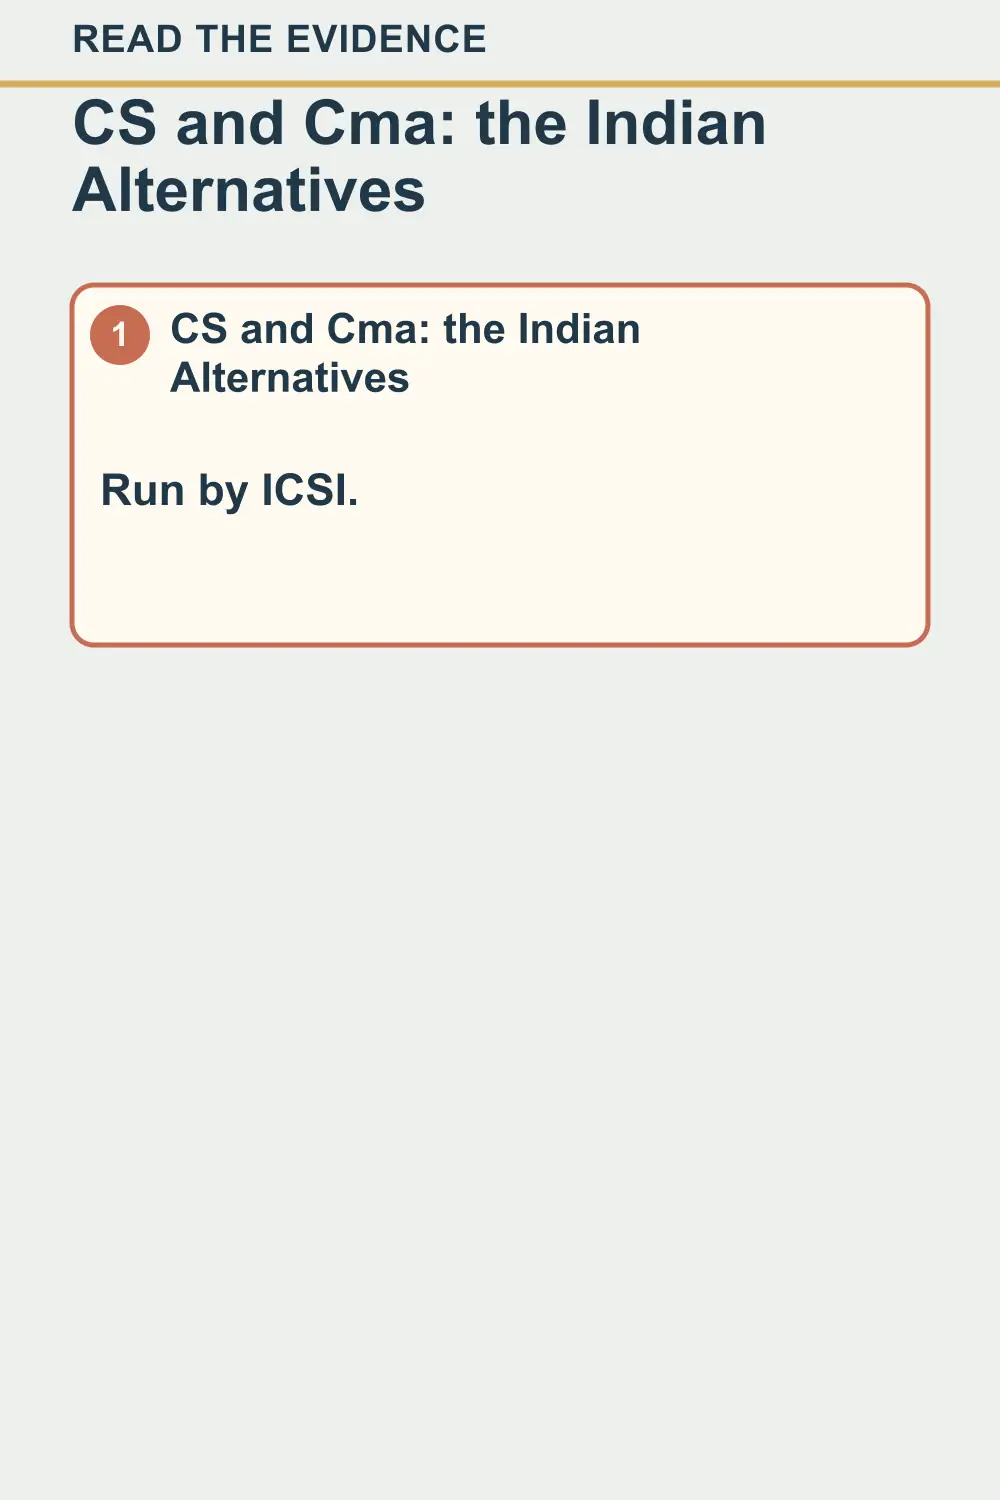 READ THE EVIDENCE
CS and Cma: the Indian
Alternatives
1
CS and Cma: the Indian
Alternatives
Run by ICSI.